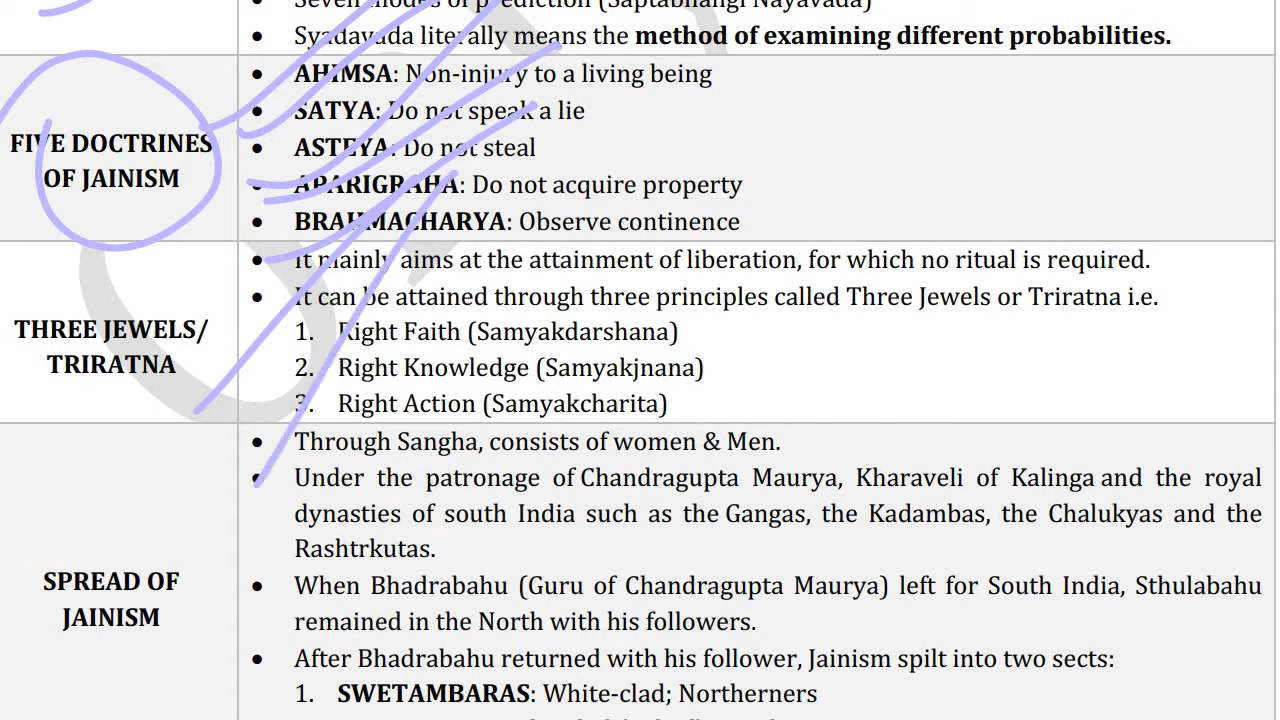 Seven modes of prediction (Saptabhangi Nayavada)
• Syadavada literally means the method of examining different probabilities.
FIVE DOCTRINES
OF JAINISM
• AHIMSA: Non-injury to a living being
• SATYA: Do not speak a lie
• ASTEYA: Do not steal
• APARIGRAHA: Do not acquire property
• BRAHMACHARYA: Observe continence
THREE JEWELS/
TRIRATNA
• It mainly aims at the attainment of liberation, for which no ritual is required.
• It can be attained through three principles called Three Jewels or Triratna i.e.
1. Right Faith (Samyakdarshana)
2. Right Knowledge (Samyakjnana)
3. Right Action (Samyakcharita)
SPREAD OF
JAINISM
• Through Sangha, consists of women & Men.
• Under the patronage of Chandragupta Maurya, Kharaveli of Kalinga and the royal
dynasties of south India such as the Gangas, the Kadambas, the Chalukyas and the
Rashtrkutas.
• When Bhadrabahu (Guru of Chandragupta Maurya) left for South India, Sthulabahu
remained in the North with his followers.
• After Bhadrabahu returned with his follower, Jainism spilt into two sects:
1. SWETAMBARAS: White-clad; Northerners